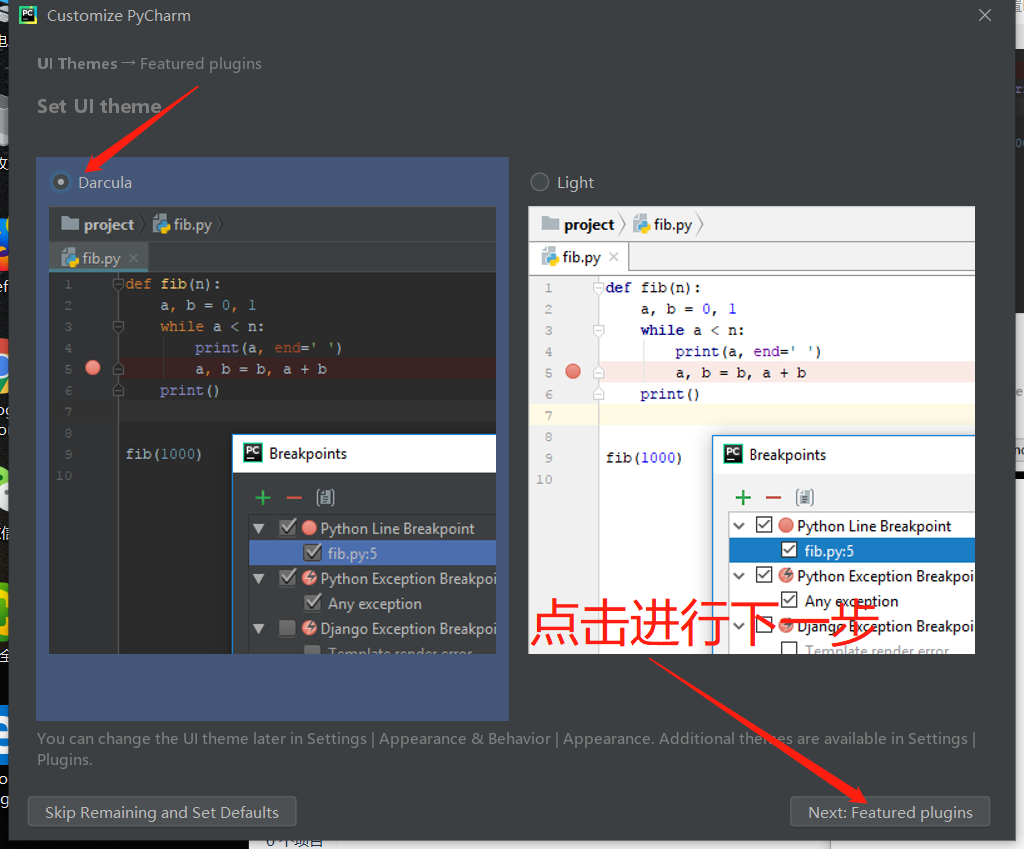 Customize PyCharm
UI Themes → Featured plugins
Set UI theme
Darcula
project fib.py
fib.py
1 def fib(n):
2 a, b = 0, 1
3 while a < n:
4 print(a, end=' ')
5 a, b = b, a + b
6 print()
7
8
9 fib(1000)
10
PC Breakpoints
Python Line Breakpoint
fib.py:5
Python Exception Breakpoi
Any exception
Django Exception Breakpoi
Template render error
Light
project fib.py
fib.py
1 def fib(n):
2 a, b = 0, 1
3 while a < n:
4 print(a, end=' ')
5 a, b = b, a + b
6 print()
7
8
9 fib(1000)
10
PC Breakpoints
Python Line Breakpoint
fib.py:5
Python Exception Breakpoi
Any exception
Django Exception Breakpoi
Template render error
点击进行下一步
You can change the UI theme later in Settings | Appearance & Behavior | Appearance. Additional themes are available in Settings |
Plugins.
Skip Remaining and Set Defaults
Next: Featured plugins
6 个项目